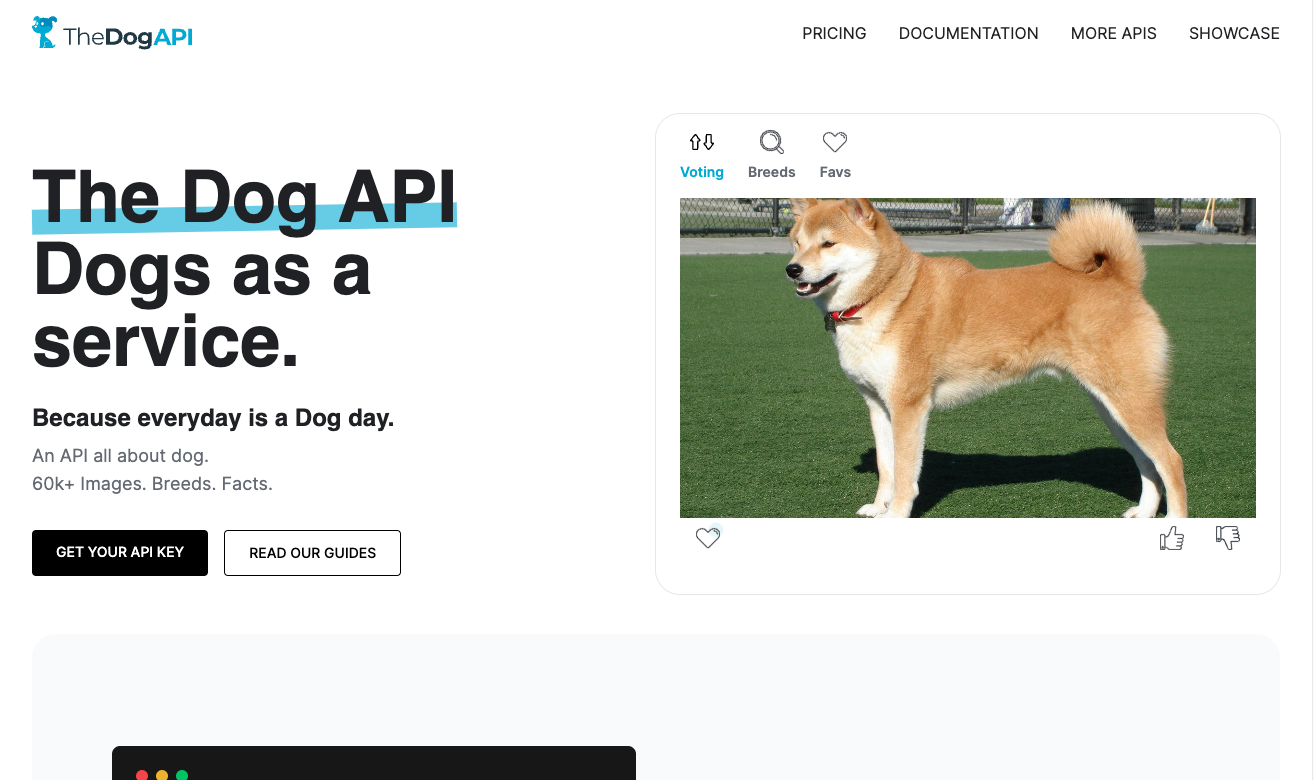 TheDogAPI
PRICING
DOCUMENTATION
MORE APIS
SHOWCASE
The Dog API
Dogs as a
service.
Because everyday is a Dog day.
An API all about dog.
60k+ Images. Breeds. Facts.
GET YOUR API KEY
READ OUR GUIDES
Voting
Breeds
Favs